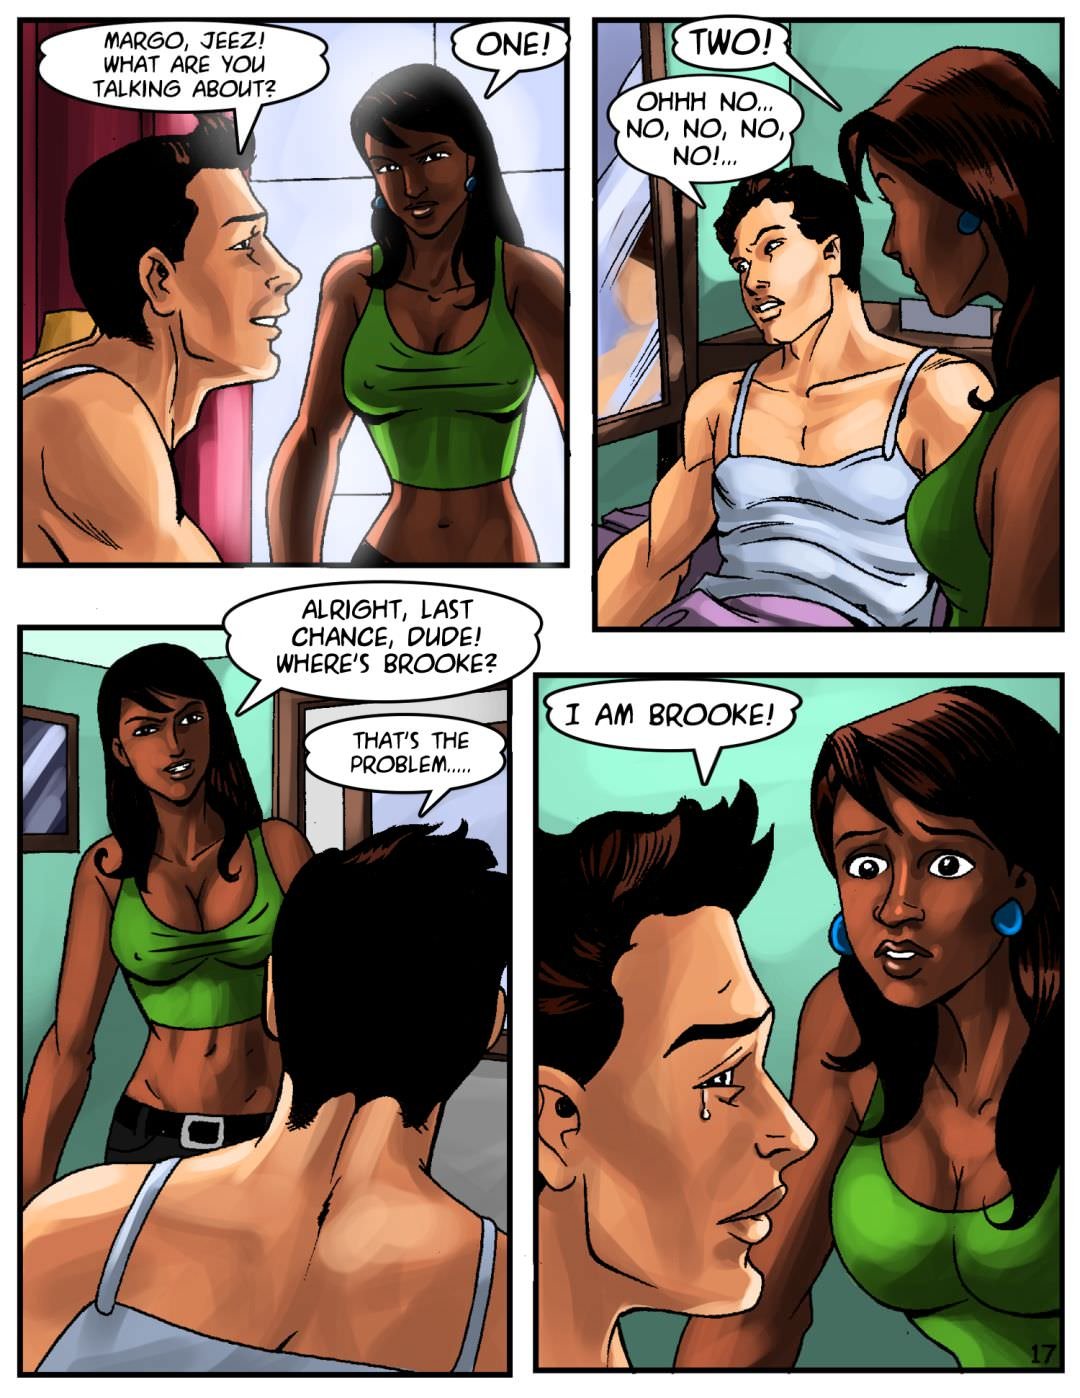 MARGO, JEEZ!
WHAT ARE YOU
TALKING ABOUT?
ONE!
TWO!
OHHH NO...
NO, NO, NO,
NO!...
ALRIGHT, LAST
CHANCE, DUDE!
WHERE'S BROOKE?
THAT'S THE
PROBLEM.....
I AM BROOKE!
17